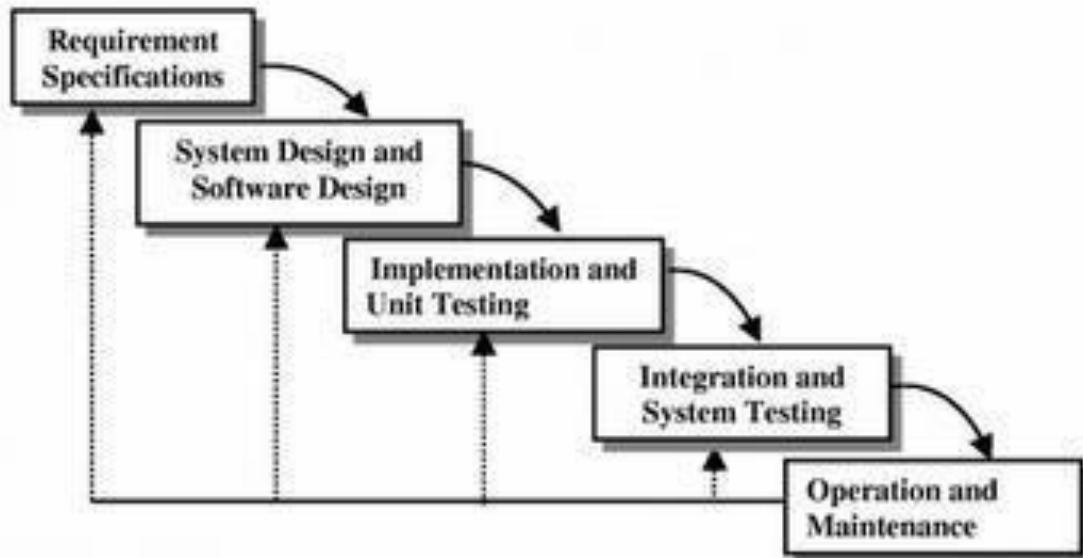 Requirement
Specifications
System Design and
Software Design
Implementation and
Unit Testing
Integration and
System Testing
Operation and
Maintenance